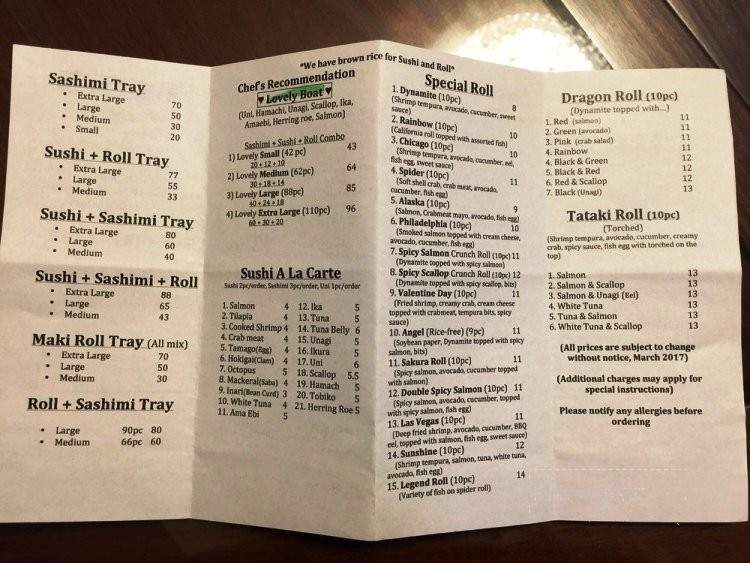 *We have brown rice for Sushi and Roll*
Sashimi Tray
• Extra Large 70
• Large 50
• Medium 30
• Small 20
Sushi + Roll Tray
• Extra Large 77
• Large 55
• Medium 33
Sushi + Sashimi Tray
• Extra Large 80
• Large 60
• Medium 40
Sushi + Sashimi + Roll
• Extra Large 88
• Large 65
• Medium 43
Maki Roll Tray (All mix)
• Extra Large 70
• Large 50
• Medium 30
Roll + Sashimi Tray
• Large 90pc 80
• Medium 66pc 60
Chef's Recommendation
♥ Lovely Boat ♥
(Uni, Hamachi, Unagi, Scallop, Ika,
Amaebi, Herring roe, Salmon)
Sashimi + Sushi + Roll Combo
1) Lovely Small (42 pc) 43
20 + 12 + 10
2) Lovely Medium (62pc) 64
30 + 18 + 14
3) Lovely Large (88pc) 85
40 + 24 + 18
4) Lovely Extra Large (110pc) 96
60 + 30 + 20
Sushi A La Carte
Sushi 2pc/order, Sashimi 3pc/order, Uni 1pc/order
1. Salmon 4
2. Tilapia 4
3. Cooked Shrimp 4
4. Crab meat 4
5. Tamago(Egg) 4
6. Hokigai(Clam) 4
7. Octopus 5
8. Mackeral(Saba) 4
9. Inari(Bean Curd) 3
10. White Tuna 4
11. Ama Ebi 5
12. Ika 5
13. Tuna 5
14. Tuna Belly 6
15. Unagi 5
16. Ikura 5
17. Uni 6
18. Scallop 5.5
19. Hamach 5
20. Tobiko 5
21. Herring Roe 5
Special Roll
1. Dynamite (10pc) 8
(Shrimp tempura, avocado, cucumber, sweet
sauce)
2. Rainbow (10pc) 10
(California roll topped with assorted fish)
3. Chicago (10pc) 10
(Shrimp tempura, avocado, cucumber, eel,
fish egg, sweet sauce)
4. Spider (10pc) 11
(Soft shell crab, crab meat, avocado,
cucumber, fish egg)
5. Alaska (10pc) 9
(Salmon, Crabmeat mayo, avocado, fish egg)
6. Philadelphia (10pc) 10
(Smoked salmon topped with cream cheese,
avocado, cucumber, fish egg)
7. Spicy Salmon Crunch Roll (10pc) 11
(Dynamite topped with spicy salmon)
8. Spicy Scallop Crunch Roll (10pc) 12
(Dynamite topped with spicy scallop, bits)
9. Valentine Day (10pc) 11
(Fried shrimp, creamy crab, cream cheese
topped with crabmeat, tempura bits, spicy
sauce)
10. Angel (Rice-free) (9pc) 11
(Soybean paper, Dynamite topped with spicy
salmon, bits)
11. Sakura Roll (10pc) 11
(Spicy salmon, avocado, cucumber topped
with salmon)
12. Double Spicy Salmon (10pc) 11
(Spicy salmon, avocado, cucumber, topped
with spicy salmon, fish egg)
13. Las Vegas (10pc) 11
(Deep fried shrimp, avocado, cucumber, BBQ
eel, topped with salmon, fish egg, sweet sauce)
14. Sunshine (10pc) 12
(Shrimp tempura, salmon, tuna, white tuna,
avocado, fish egg)
15. Legend Roll (10pc) 14
(Variety of fish on spider roll)
Dragon Roll (10pc)
(Dynamite topped with...)
1. Red (salmon) 11
2. Green (avocado) 11
3. Pink (crab salad) 11
4. Rainbow 11
4. Black & Green 12
5. Black & Red 12
6. Red & Scallop 12
7. Black (Unagi) 13
Tataki Roll (10pc)
(Torched)
(Shrimp tempura, avocado, cucumber, creamy
crab, spicy sauce, fish egg with torched on the
top)
1. Salmon 13
2. Salmon & Scallop 13
3. Salmon & Unagi (Eel) 13
4. White Tuna 13
5. Tuna & Salmon 13
6. White Tuna & Scallop 13
(All prices are subject to change
without notice, March 2017)
(Additional charges may apply for
special instructions)
Please notify any allergies before
ordering